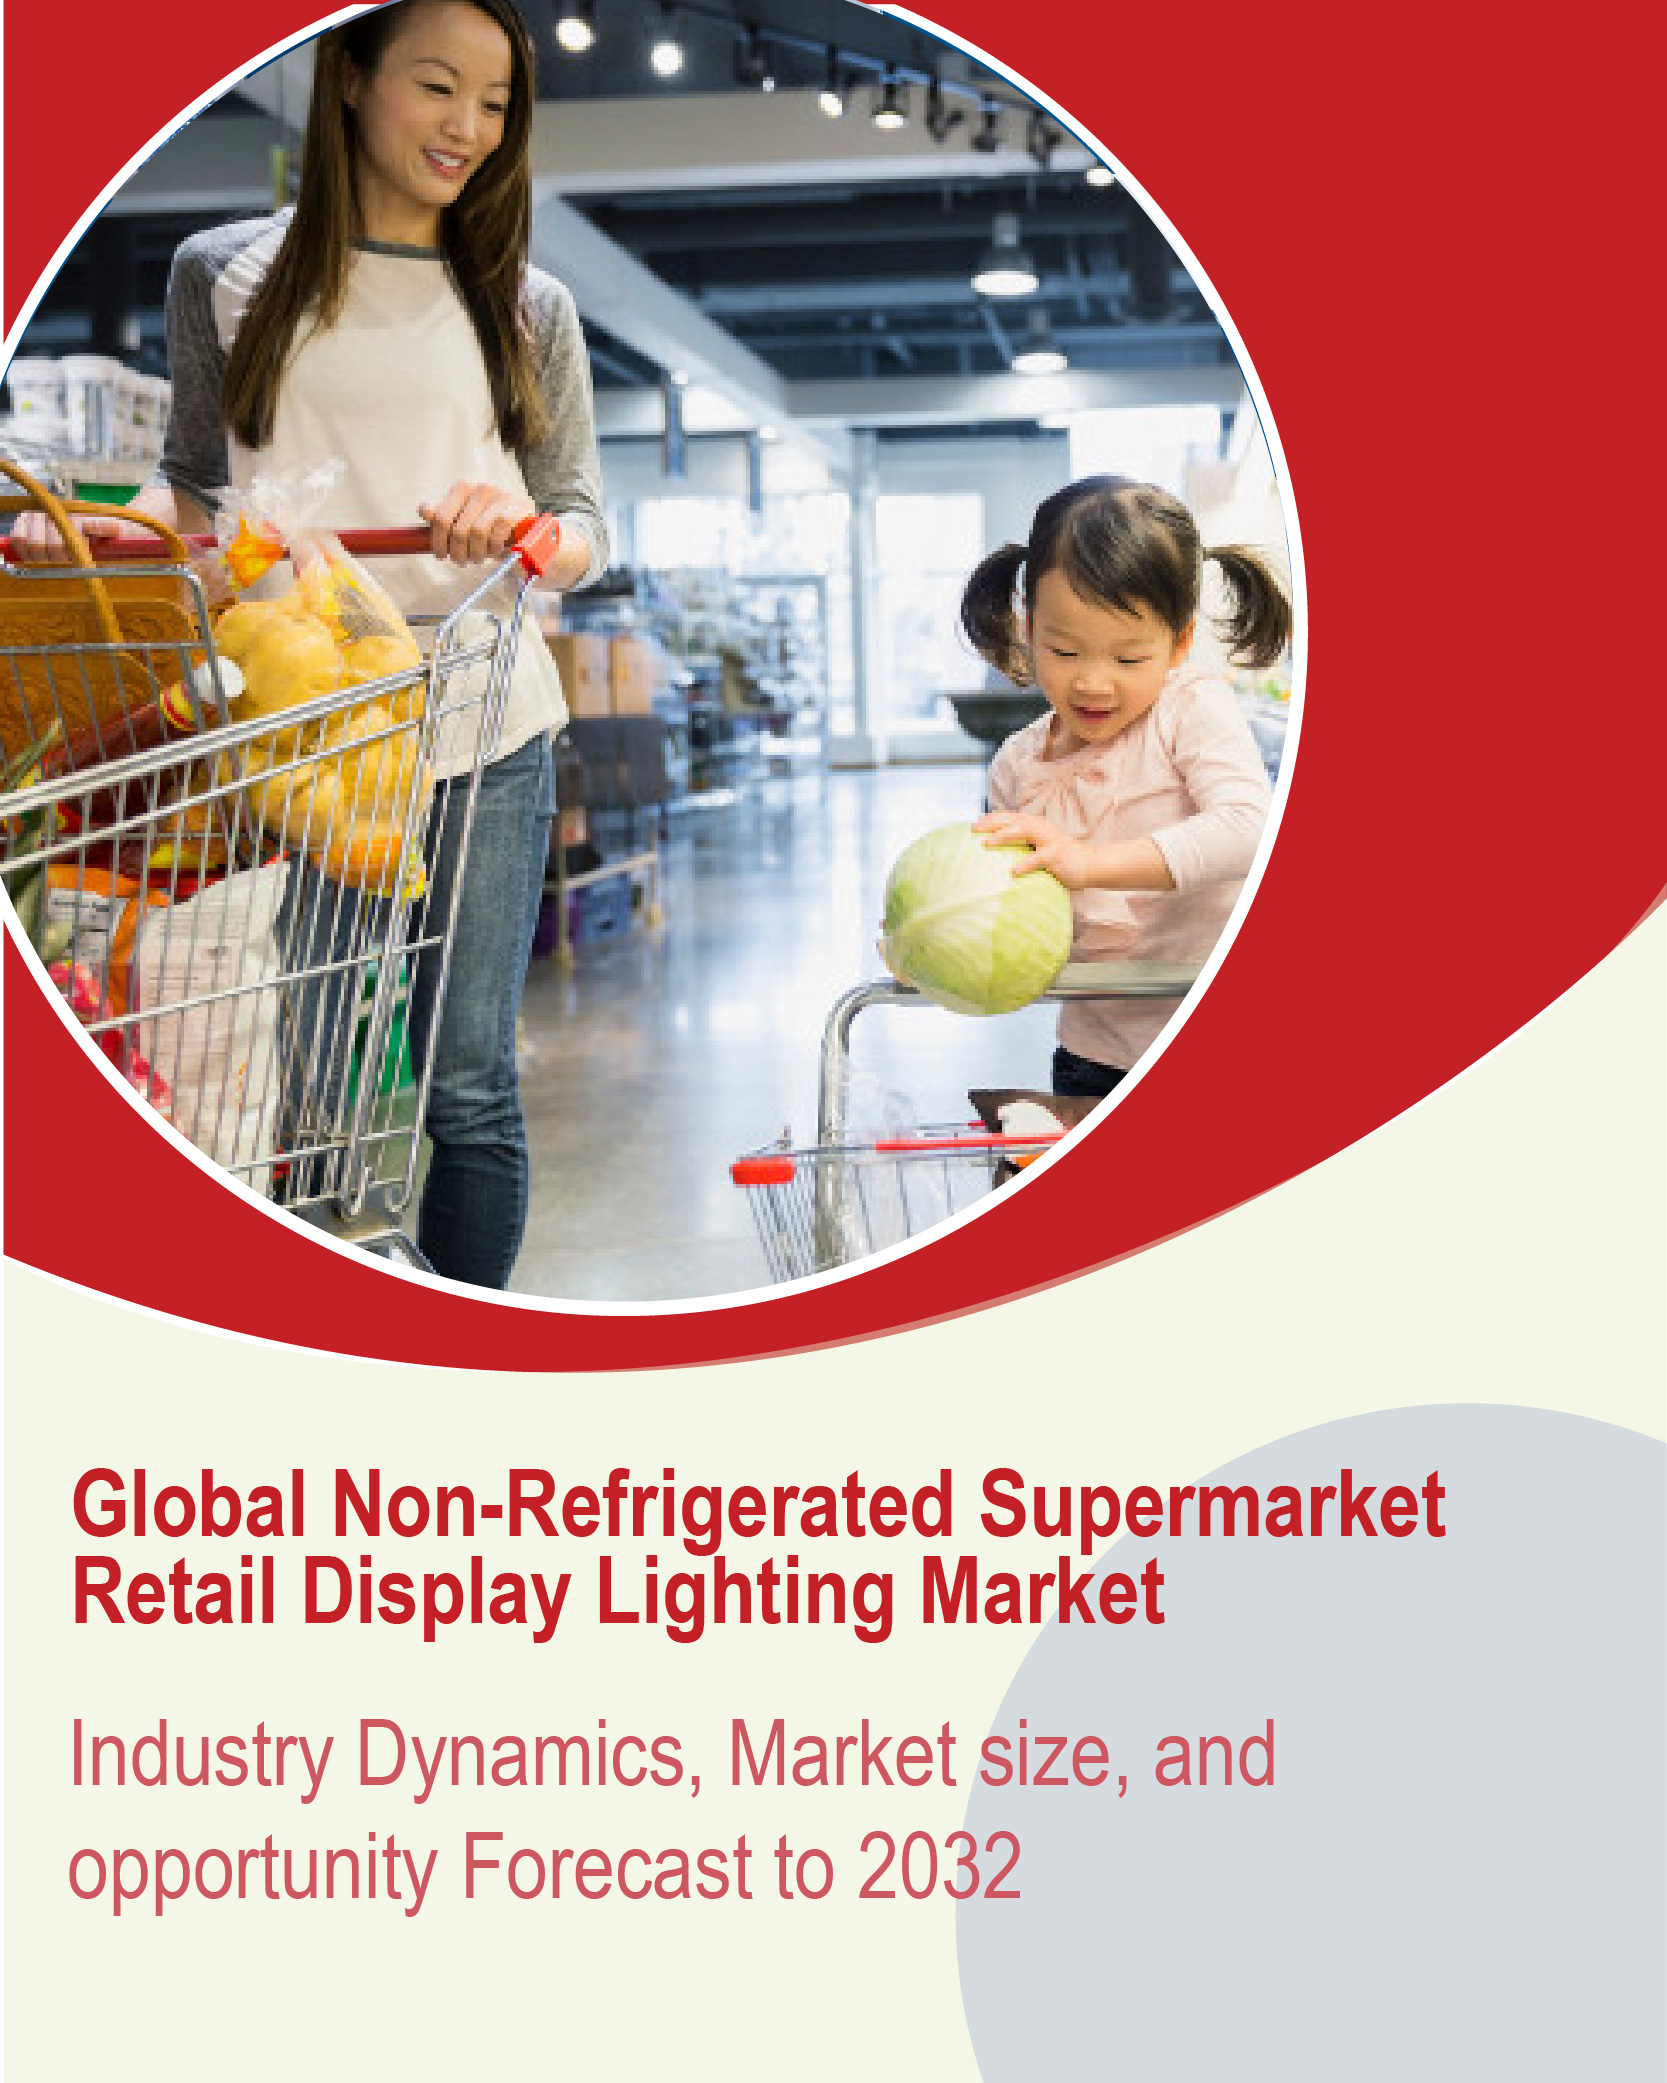 Global Non-Refrigerated Supermarket
Retail Display Lighting Market
Industry Dynamics, Market size, and
opportunity Forecast to 2032